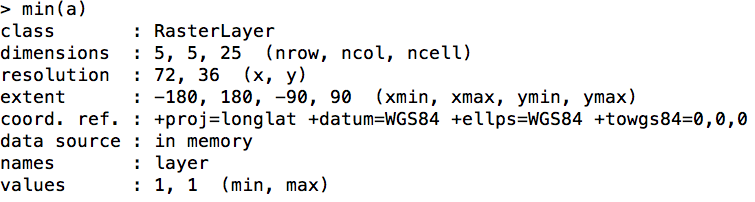 > min(a)
class       : RasterLayer
dimensions  : 5, 5, 25  (nrow, ncol, ncell)
resolution  : 72, 36  (x, y)
extent      : -180, 180, -90, 90  (xmin, xmax, ymin, ymax)
coord. ref. : +proj=longlat +datum=WGS84 +ellps=WGS84 +towgs84=0,0,0
data source : in memory
names       : layer
values      : 1, 1  (min, max)